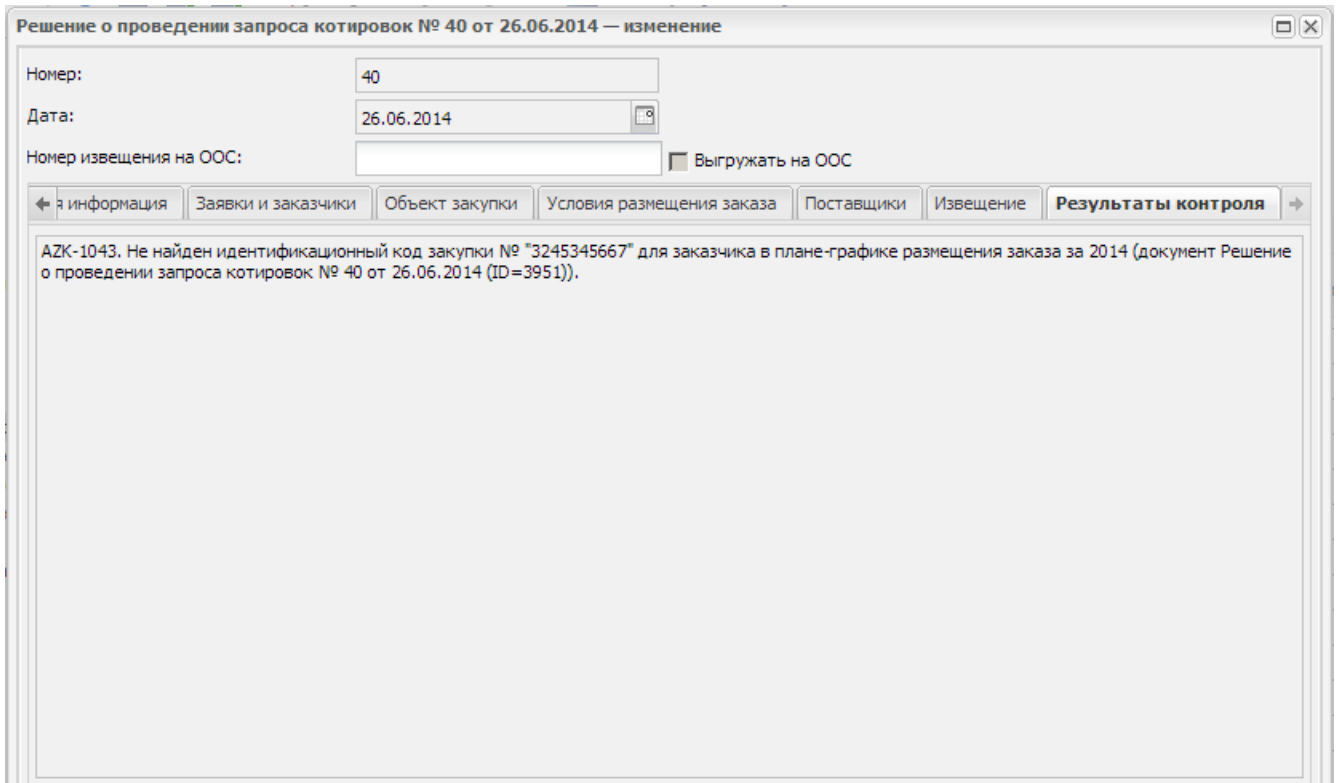 Решение о проведении запроса котировок № 40 от 26.06.2014 — изменение
Номер: 40
Дата: 26.06.2014
Номер извещения на ООС: Выгружать на ООС
я информация Заявки и заказчики Объект закупки Условия размещения заказа Поставщики Извещение Результаты контроля
AZK-1043. Не найден идентификационный код закупки № "3245345667" для заказчика в плане-графике размещения заказа за 2014 (документ Решение
о проведении запроса котировок № 40 от 26.06.2014 (ID=3951)).